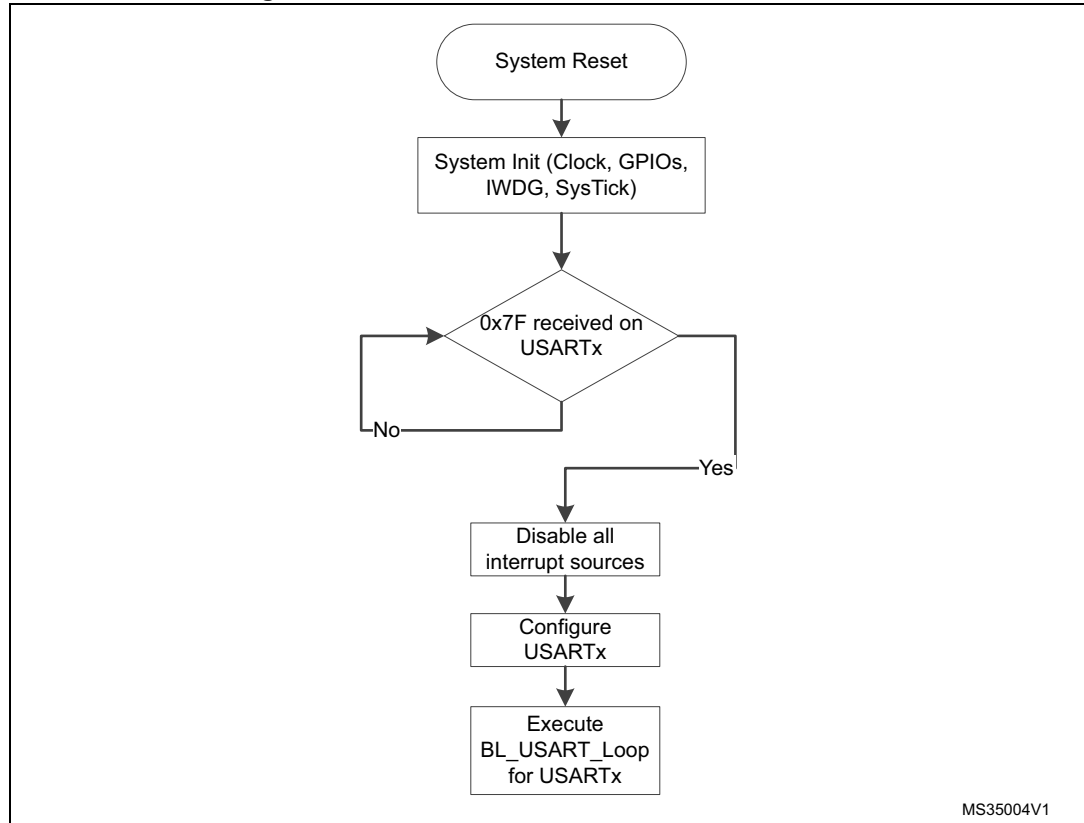 System Reset
System Init (Clock, GPIOs,
IWDG, SysTick)
0x7F received on
USARTx
No
Yes
Disable all
interrupt sources
Configure
USARTx
Execute
BL_USART_Loop
for USARTx
MS35004V1